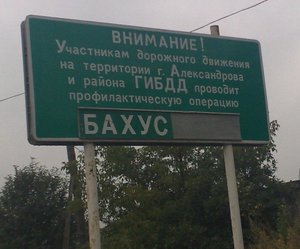 ВНИМАНИЕ!
Участникам дорожного движения
на территории г. Александрова
и района ГИБДД проводит
профилактическую операцию
БАХУС